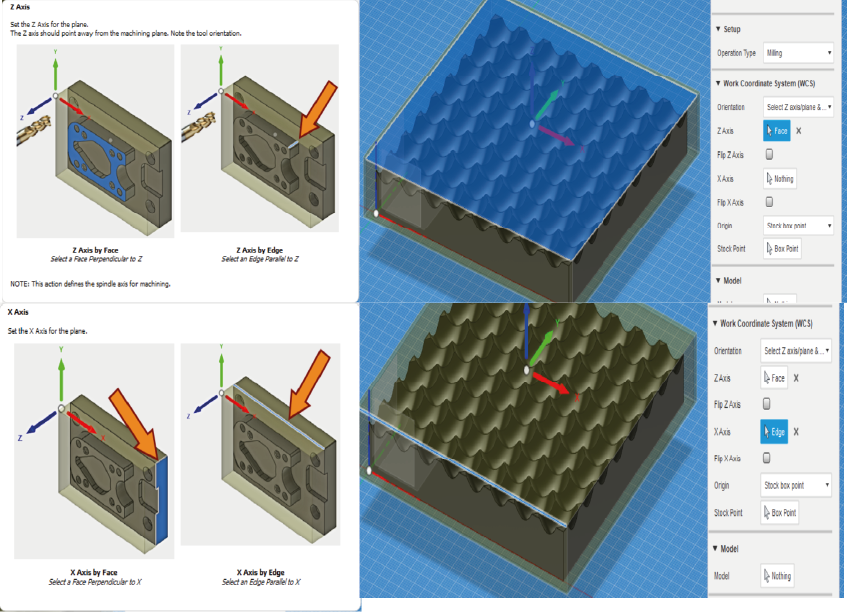 Z Axis
Set the Z Axis for the plane.
The Z axis should point away from the machining plane. Note the tool orientation.
Y
Z
Y
Z
Z Axis by Face
Select a Face Perpendicular to Z
Z Axis by Edge
Select an Edge Parallel to Z
NOTE: This action defines the spindle axis for machining.
▼ Setup
Operation Type Milling
▼ Work Coordinate System (WCS)
Orientation Select Z axis/plane & ...
Z Axis Face X
Flip Z Axis
X Axis Nothing
Flip X Axis
Origin Stock box point
Stock Point Box Point
▼ Model
X Axis
Set the X Axis for the plane.
Y
Z
X
Y
Z
X Axis by Face
Select a Face Perpendicular to X
X Axis by Edge
Select an Edge Parallel to X
▼ Work Coordinate System (WCS)
Orientation Select Z axis/plane & ...
Z Axis Face X
Flip Z Axis
X Axis Edge X
Flip X Axis
Origin Stock box point
Stock Point Box Point
▼ Model
Model Nothing